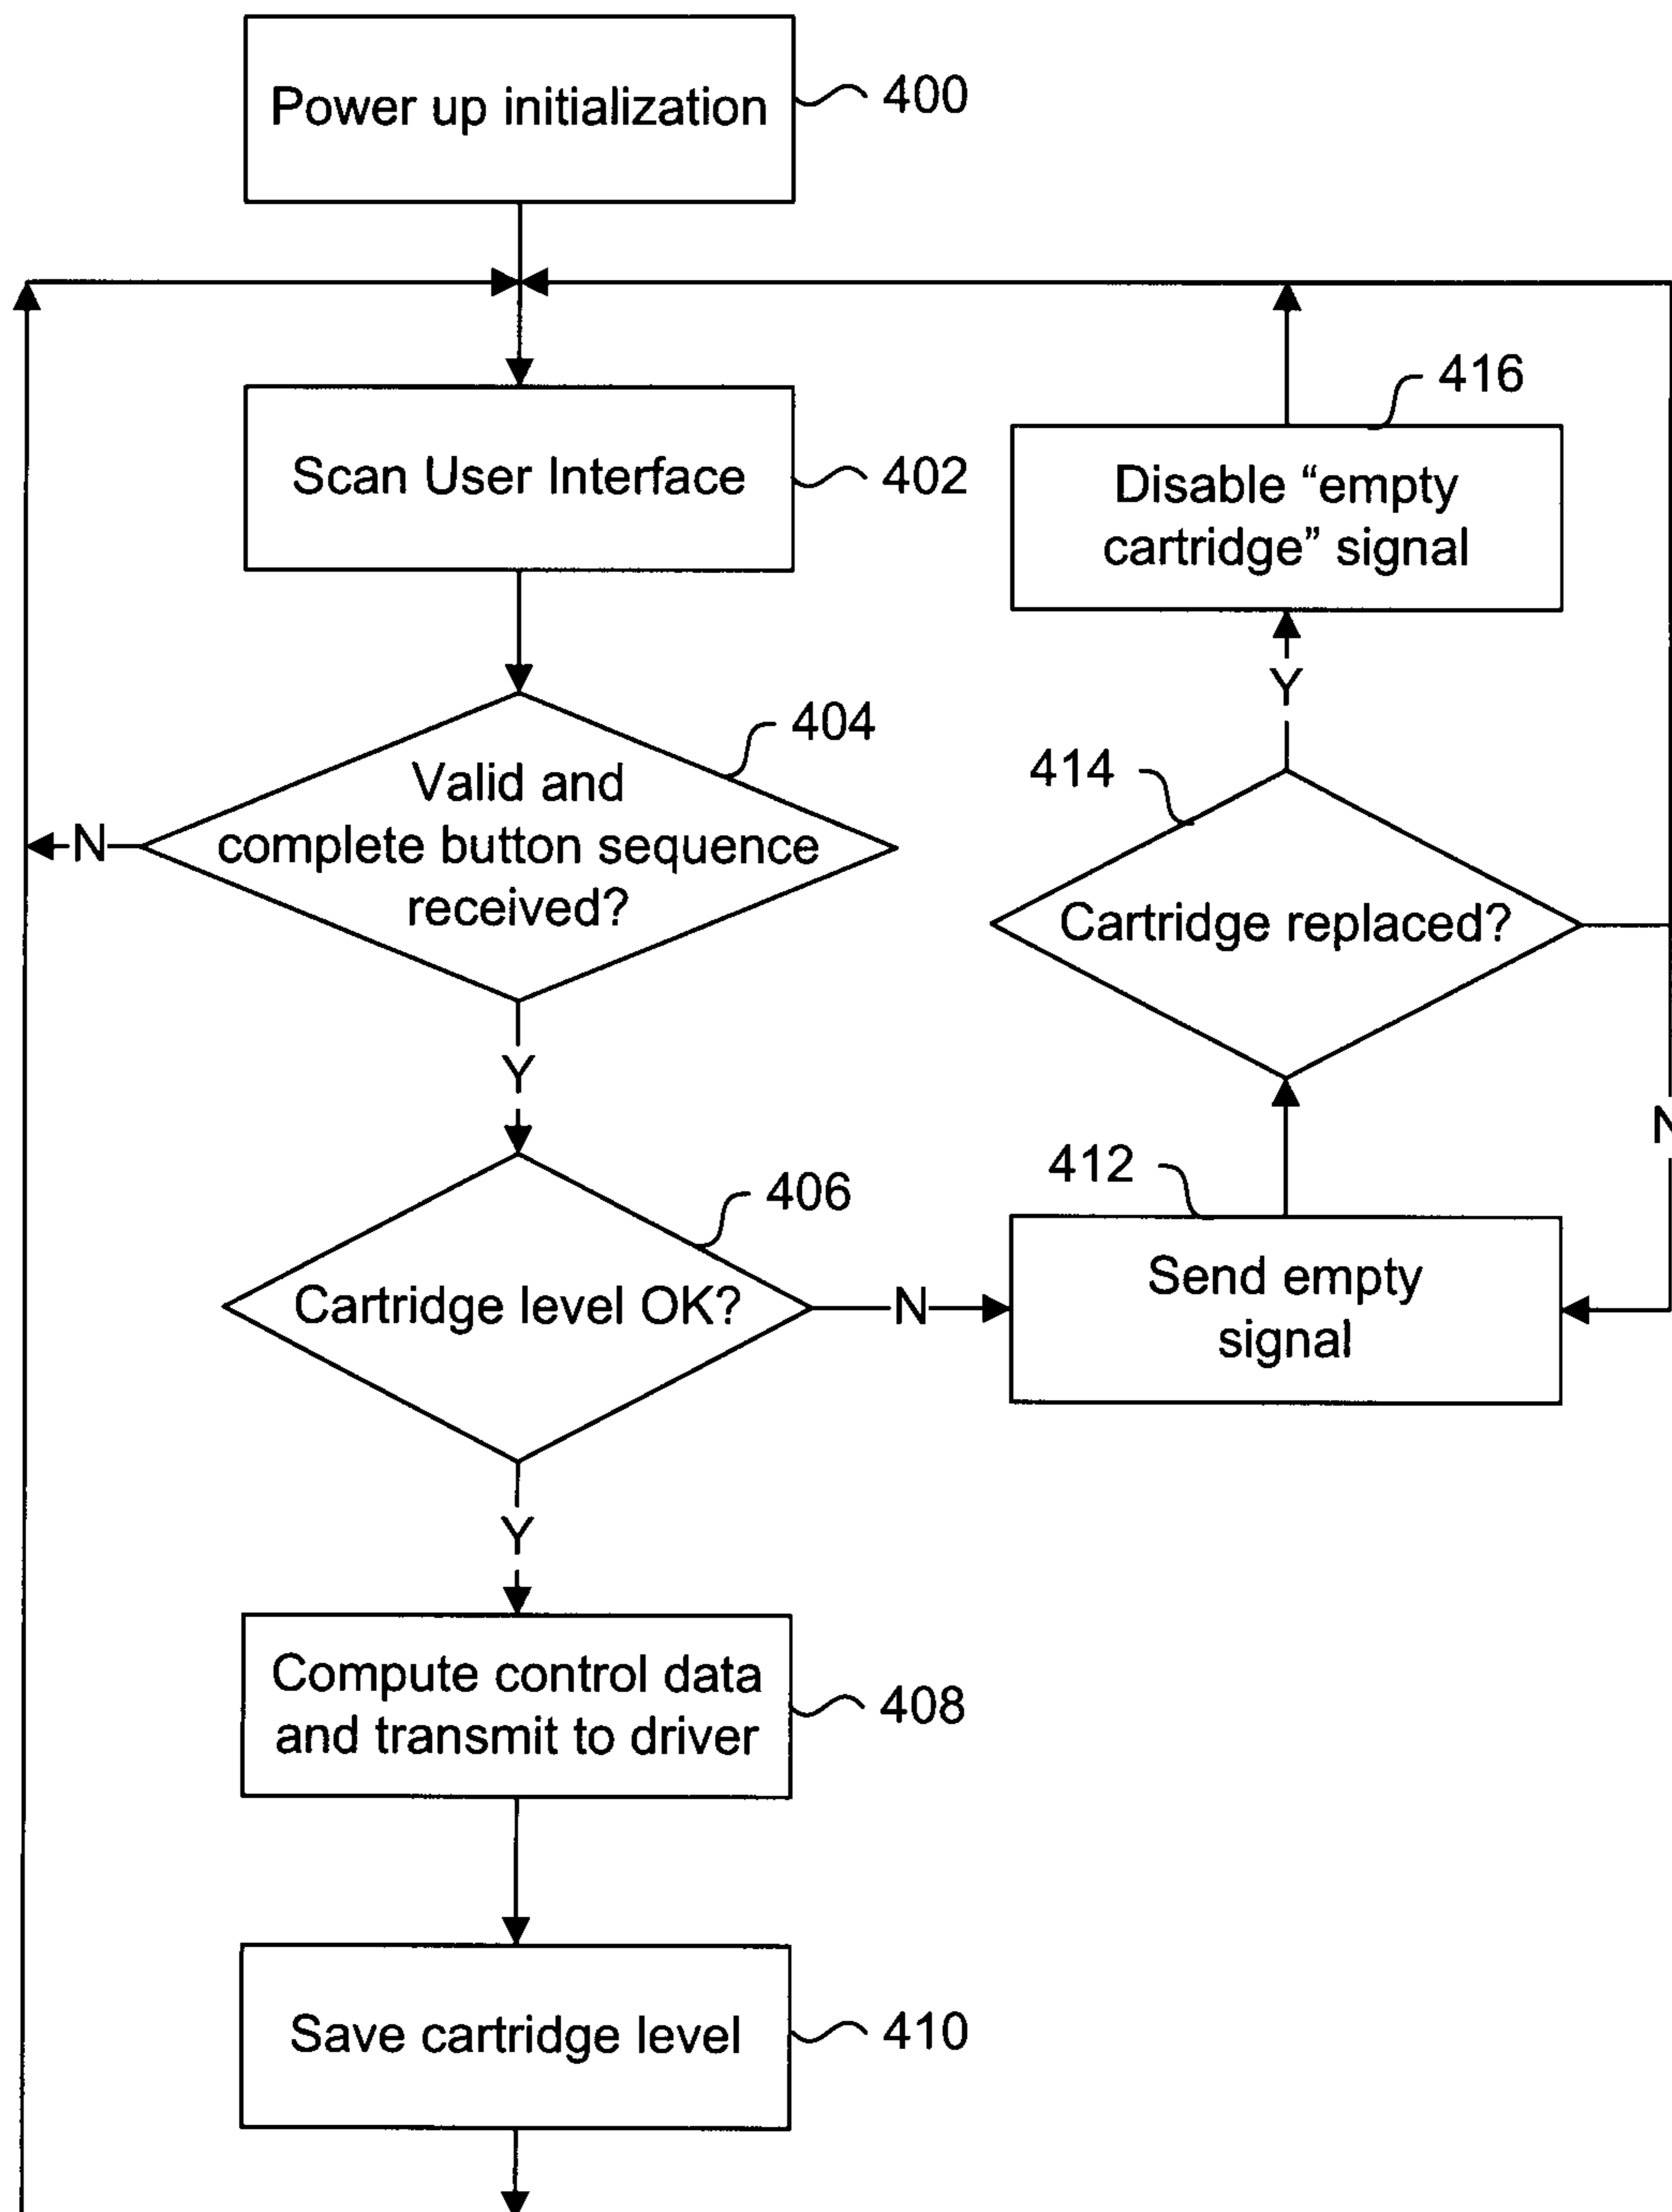 Power up initialization
400
Scan User Interface
402
Valid and
complete button sequence
received?
404
N
Y
Cartridge level OK?
406
N
Y
Compute control data
and transmit to driver
408
Save cartridge level
410
416
Disable “empty
cartridge” signal
Y
414
Cartridge replaced?
N
412
Send empty
signal